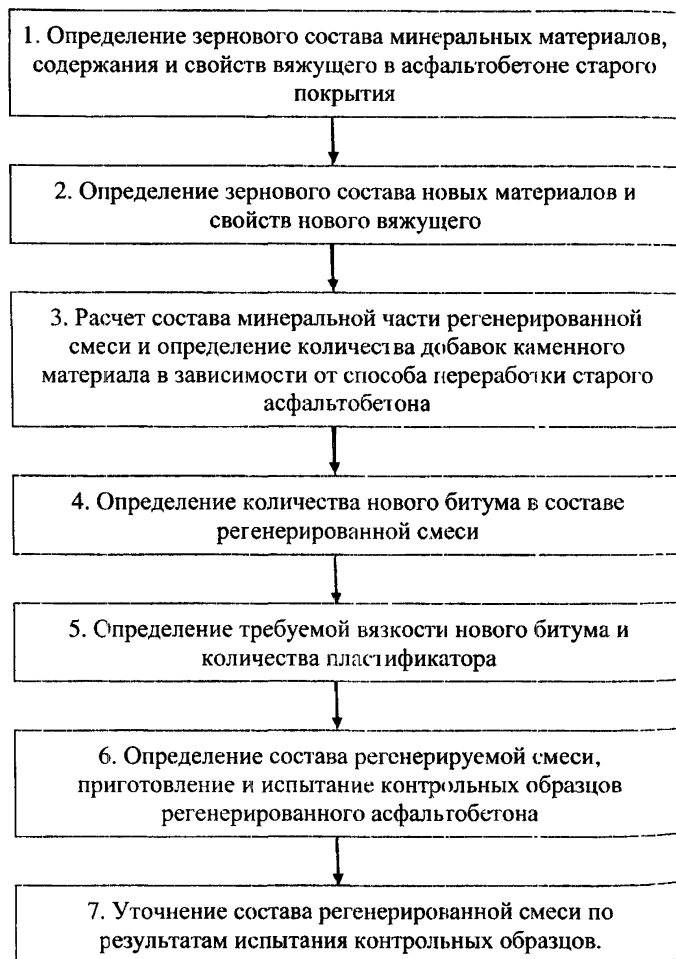 1. Определение зернового состава минеральных материалов,
содержания и свойств вяжущего в асфальтобетоне старого
покрытия
2. Определение зернового состава новых материалов и
свойств нового вяжущего
3. Расчет состава минеральной части регенерированной
смеси и определение количества добавок каменного
материала в зависимости от способа переработки старого
асфальтобетона
4. Определение количества нового битума в составе
регенерированной смеси
5. Определение требуемой вязкости нового битума и
количества пластификатора
6. Определение состава регенерируемой смеси,
приготовление и испытание контрольных образцов
регенерированного асфальтобетона
7. Уточнение состава регенерированной смеси по
результатам испытания контрольных образцов.